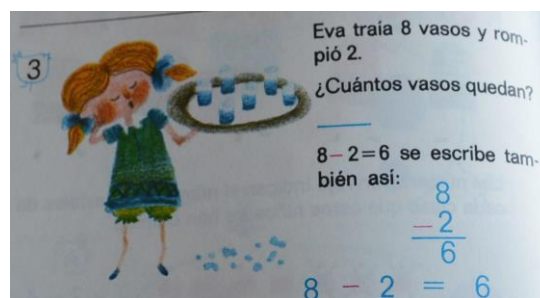 3
Eva traía 8 vasos y rom-
pió 2.
¿Cuántos vasos quedan?
8-2=6 se escribe tam-
bién así:
8
-2
6
8 - 2 = 6